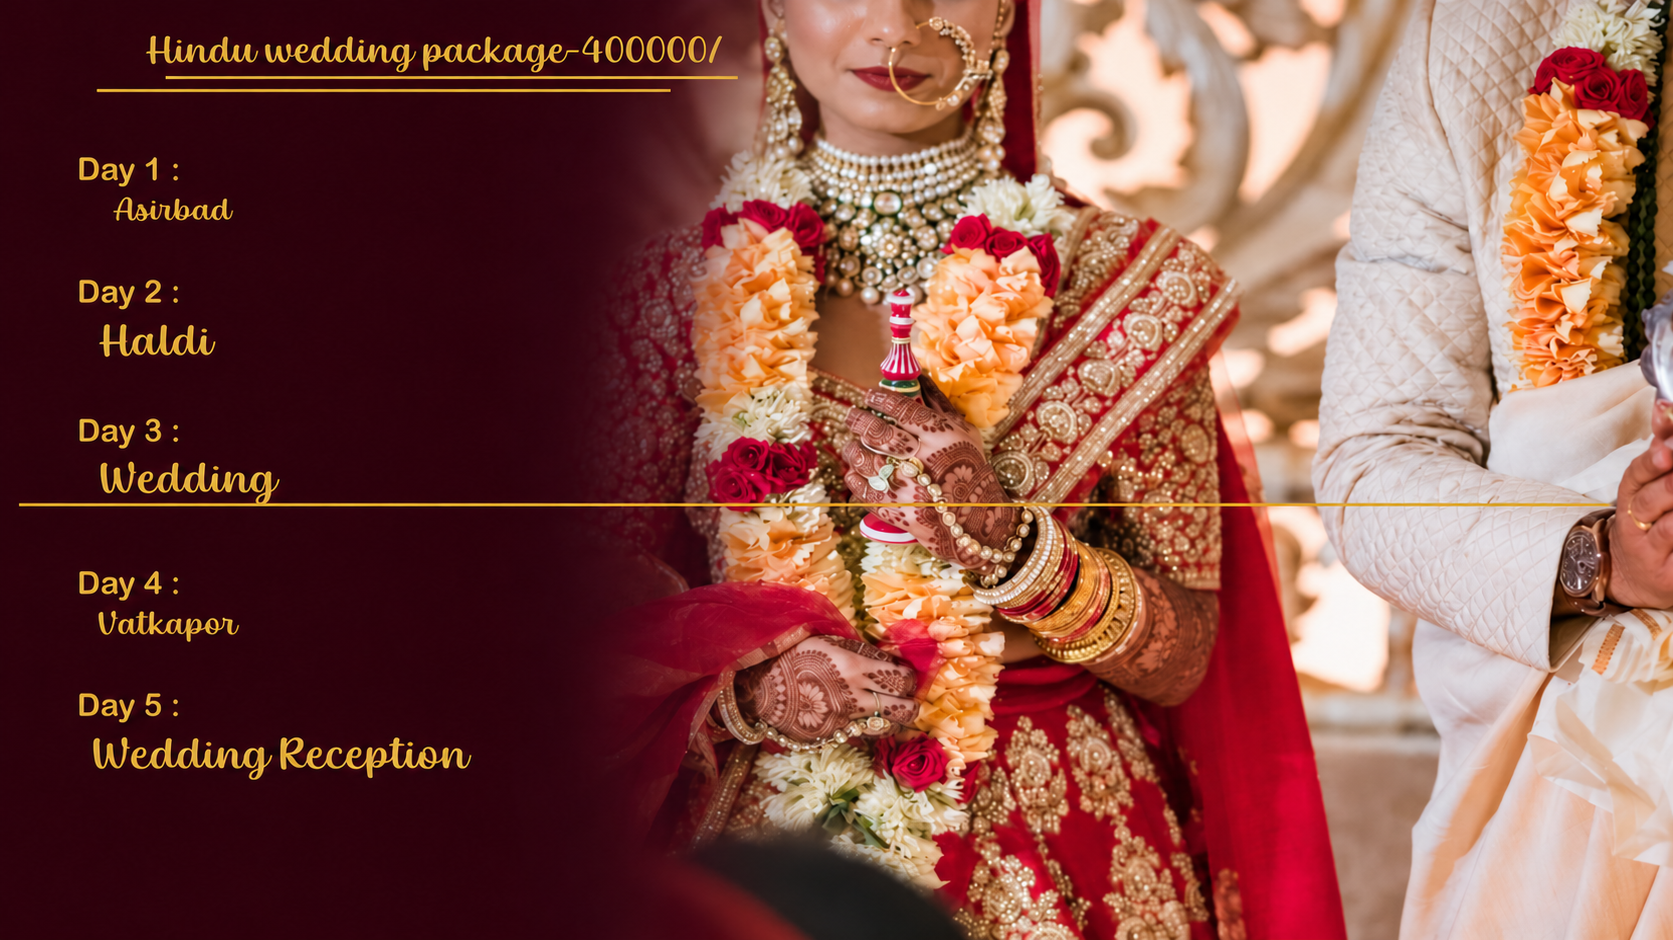 Hindu wedding package-400000/
Day 1 :
Asirbad
Day 2 :
Haldi
Day 3 :
Wedding
Day 4 :
Vatkapor
Day 5 :
Wedding Reception